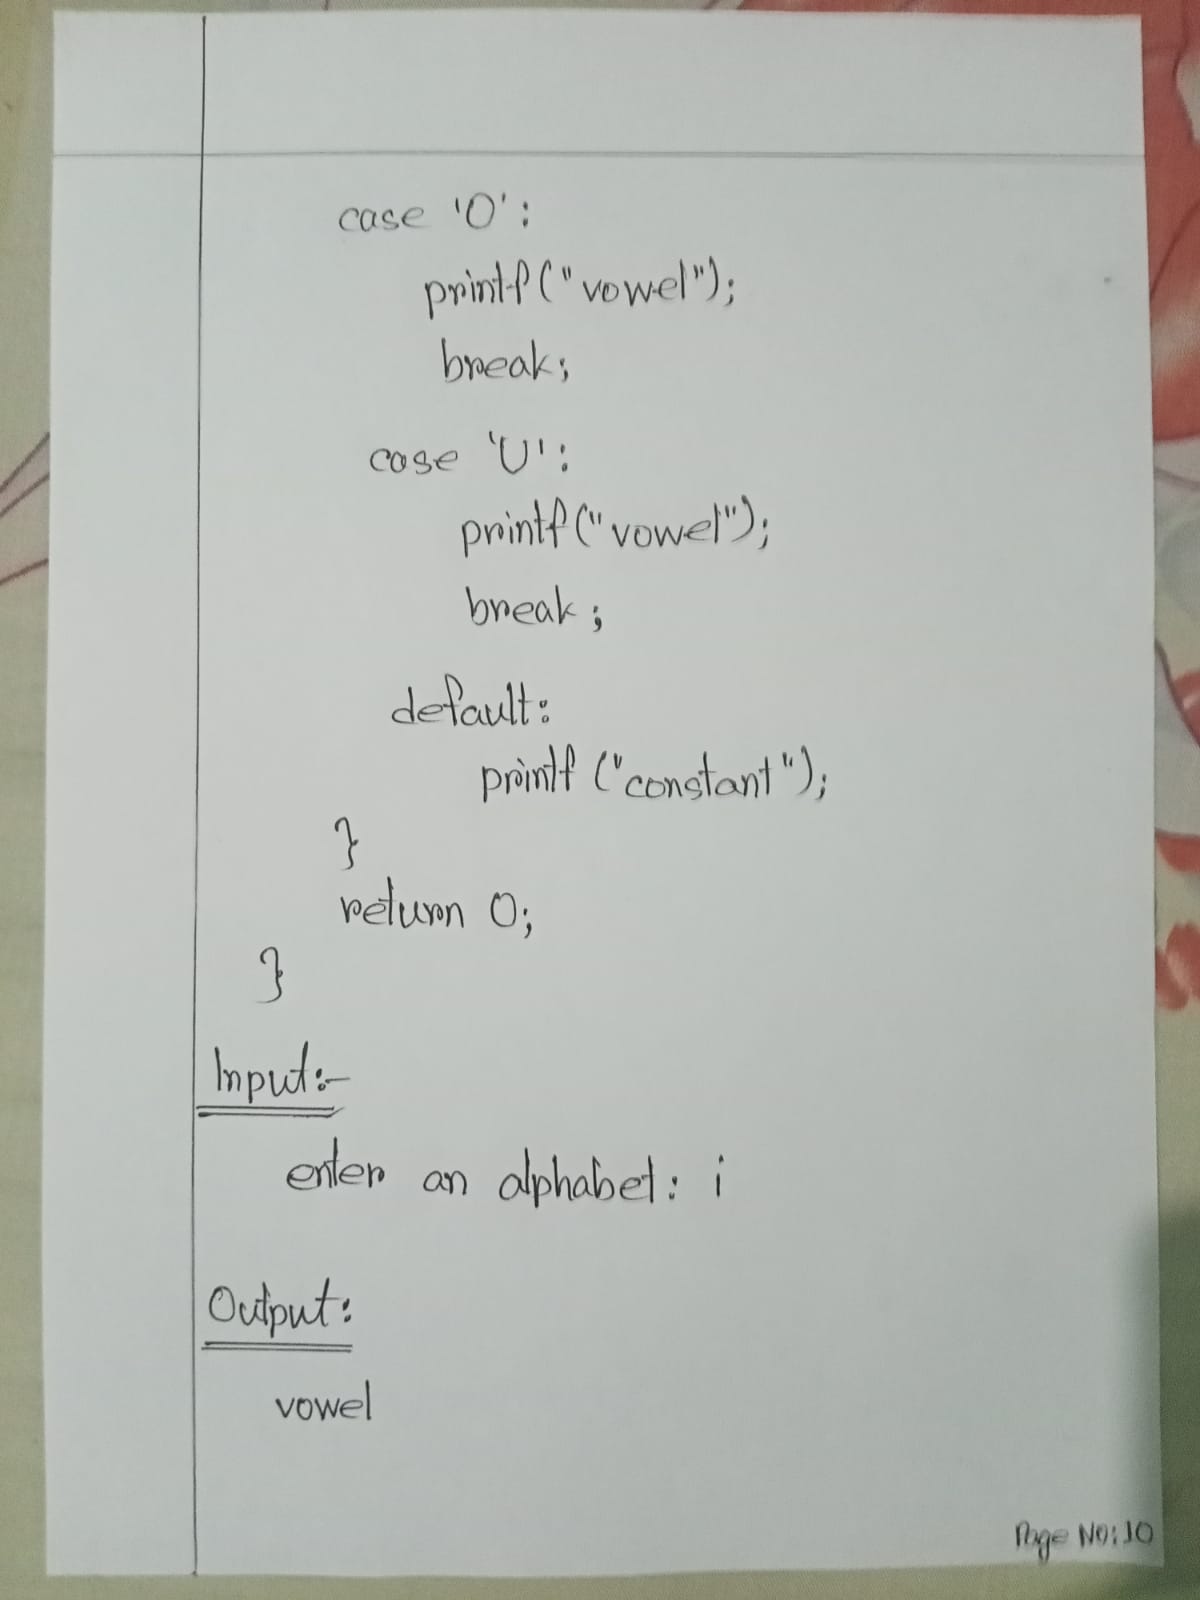 case 'O':
printf("vowel");
break;
case 'U':
printf("vowel");
break;
default:
printf ("constant");
}
return 0;
}
Input:-
enter an alphabet: i
Output:
vowel
Page NO:10